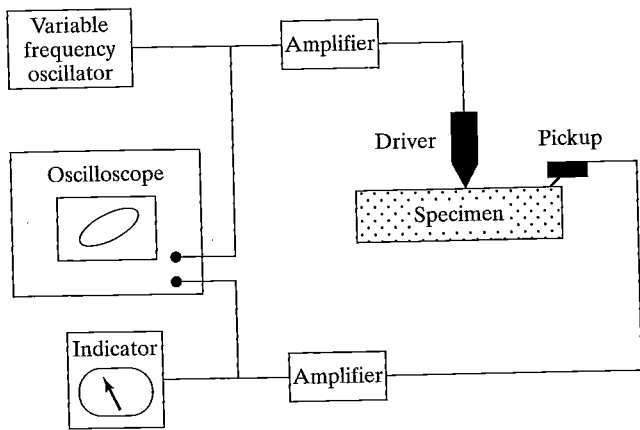 Variable
frequency
oscillator
Amplifier
Driver
Pickup
Oscilloscope
Specimen
Indicator
Amplifier